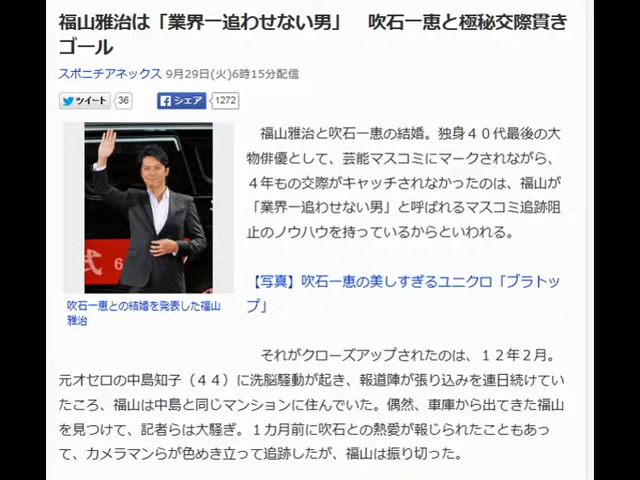 福山雅治は「業界一追わせない男」　吹石一恵と極秘交際貫き
ゴール
スポニチアネックス 9月29日(火)6時15分配信
ツイート 36 シェア 1272
福山雅治と吹石一恵の結婚。独身４０代最後の大
物俳優として、芸能マスコミにマークされながら、
４年もの交際がキャッチされなかったのは、福山が
「業界一追わせない男」と呼ばれるマスコミ追跡阻
止のノウハウを持っているからといわれる。
式 6
【写真】吹石一恵の美しすぎるユニクロ「ブラトッ
プ」
吹石一恵との結婚を発表した福山
雅治
それがクローズアップされたのは、１２年２月。
元オセロの中島知子（４４）に洗脳騒動が起き、報道陣が張り込みを連日続けてい
たころ、福山は中島と同じマンションに住んでいた。偶然、車庫から出てきた福山
を見つけて、記者らは大騒ぎ。１カ月前に吹石との熱愛が報じられたこともあっ
て、カメラマンらが色めき立って追跡したが、福山は振り切った。